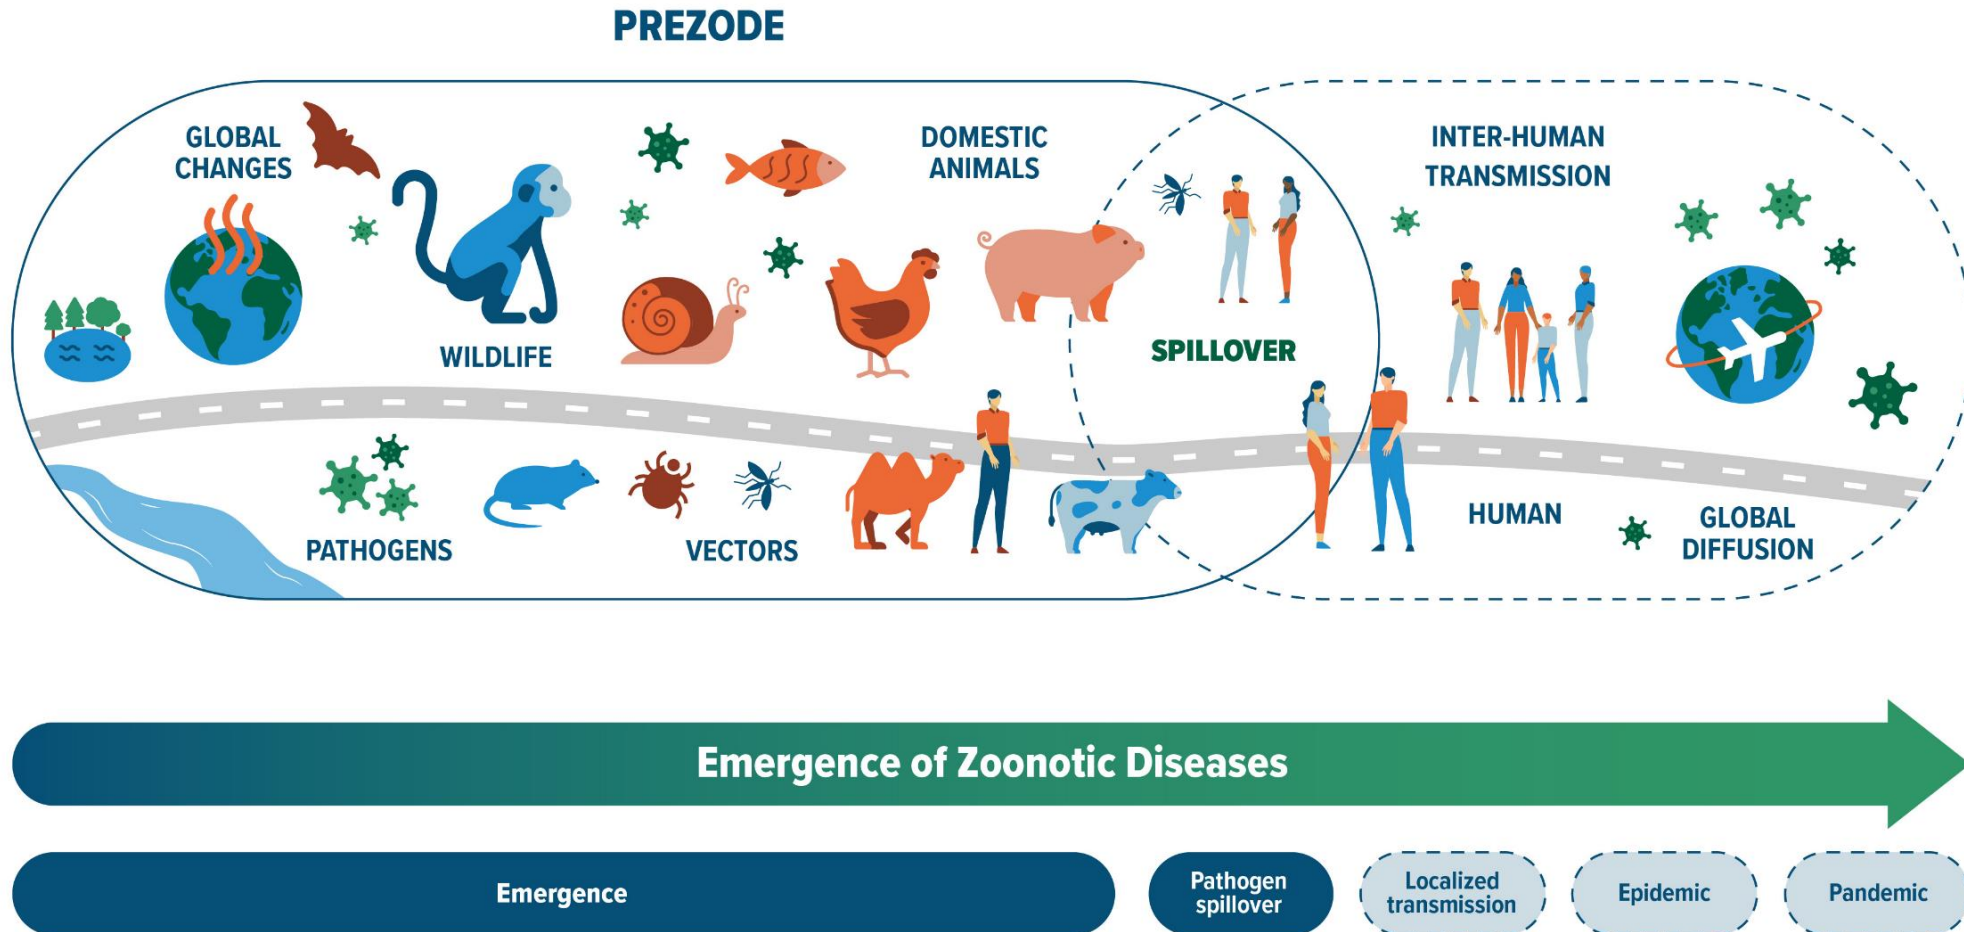 PREZODE
GLOBAL
CHANGES
DOMESTIC
ANIMALS
INTER-HUMAN
TRANSMISSION
WILDLIFE
SPILLOVER
PATHOGENS
VECTORS
HUMAN
GLOBAL
DIFFUSION
Emergence of Zoonotic Diseases
Emergence
Pathogen
spillover
Localized
transmission
Epidemic
Pandemic